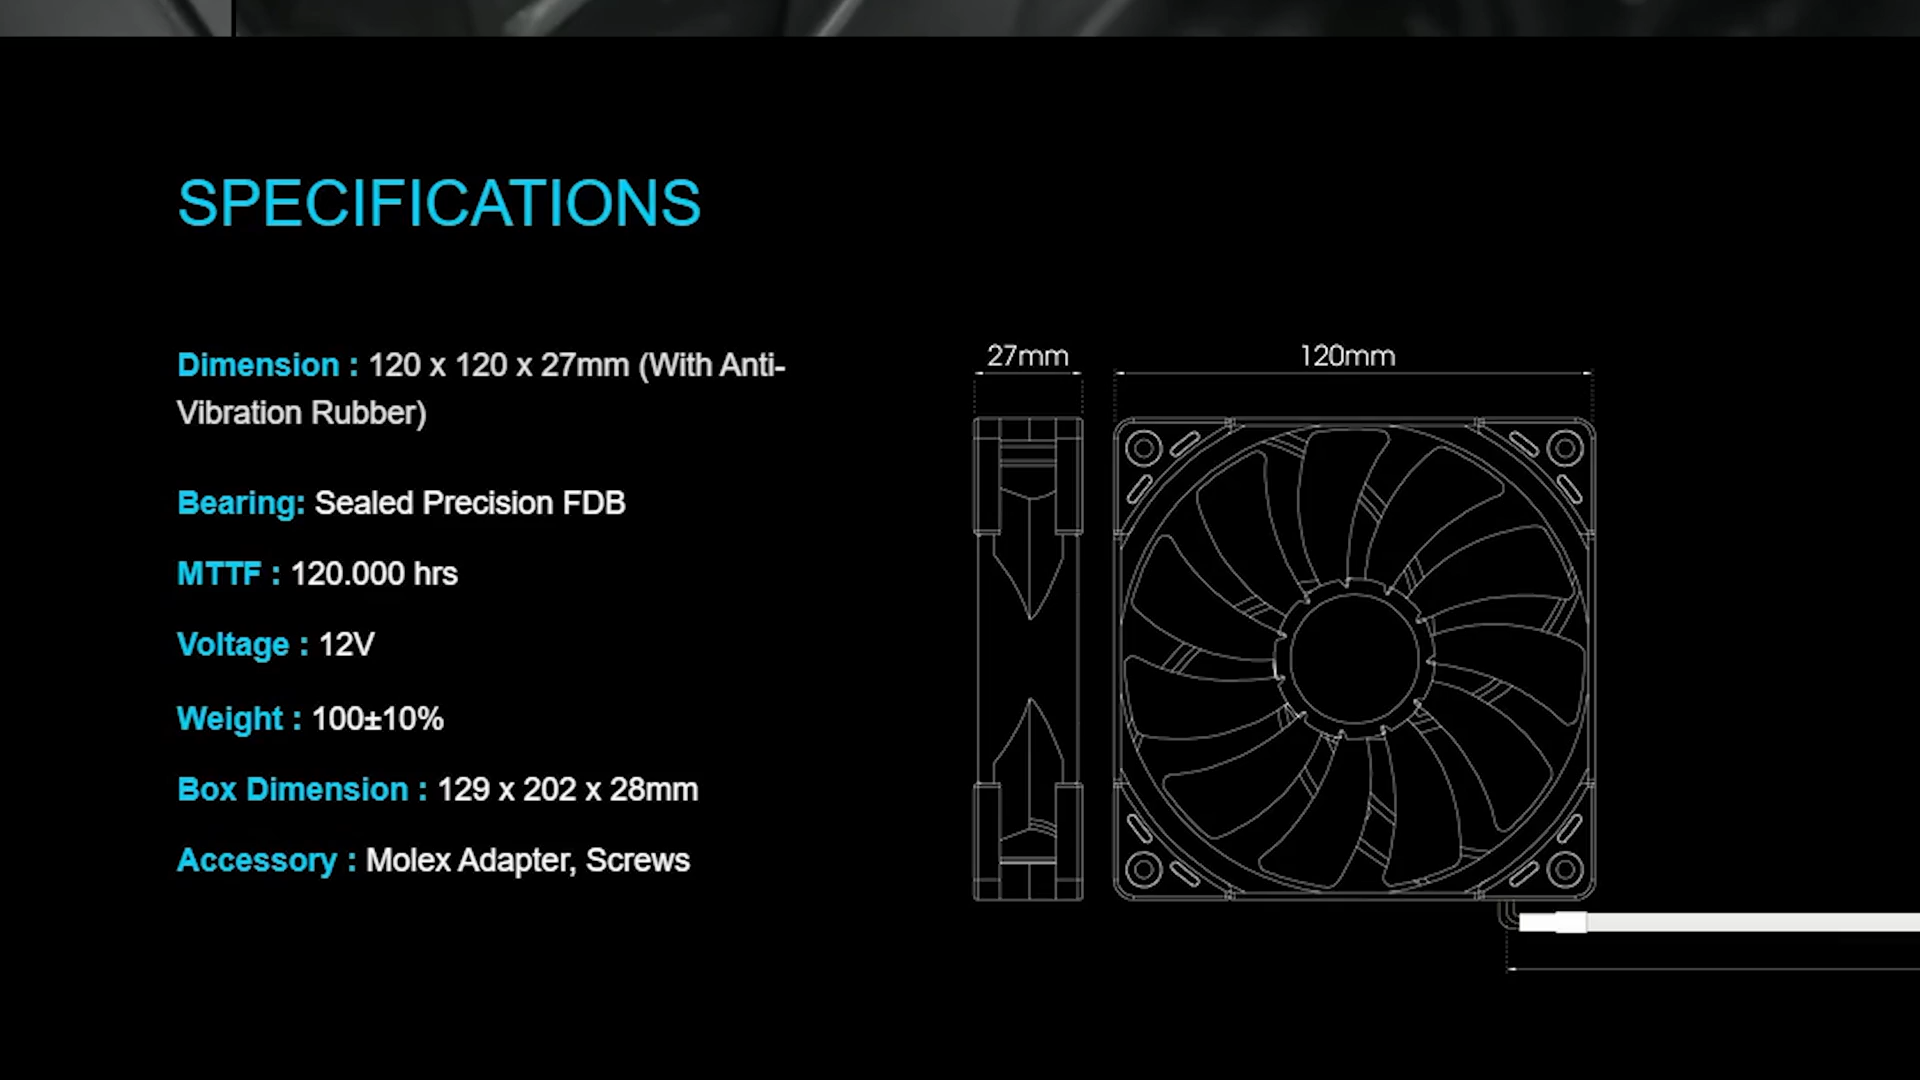 SPECIFICATIONS
27mm
120mm
Dimension : 120 x 120 x 27mm (With Anti-
Vibration Rubber)
Bearing: Sealed Precision FDB
MTTF : 120.000 hrs
Voltage : 12V
Weight : 100±10%
Box Dimension : 129 x 202 x 28mm
Accessory : Molex Adapter, Screws